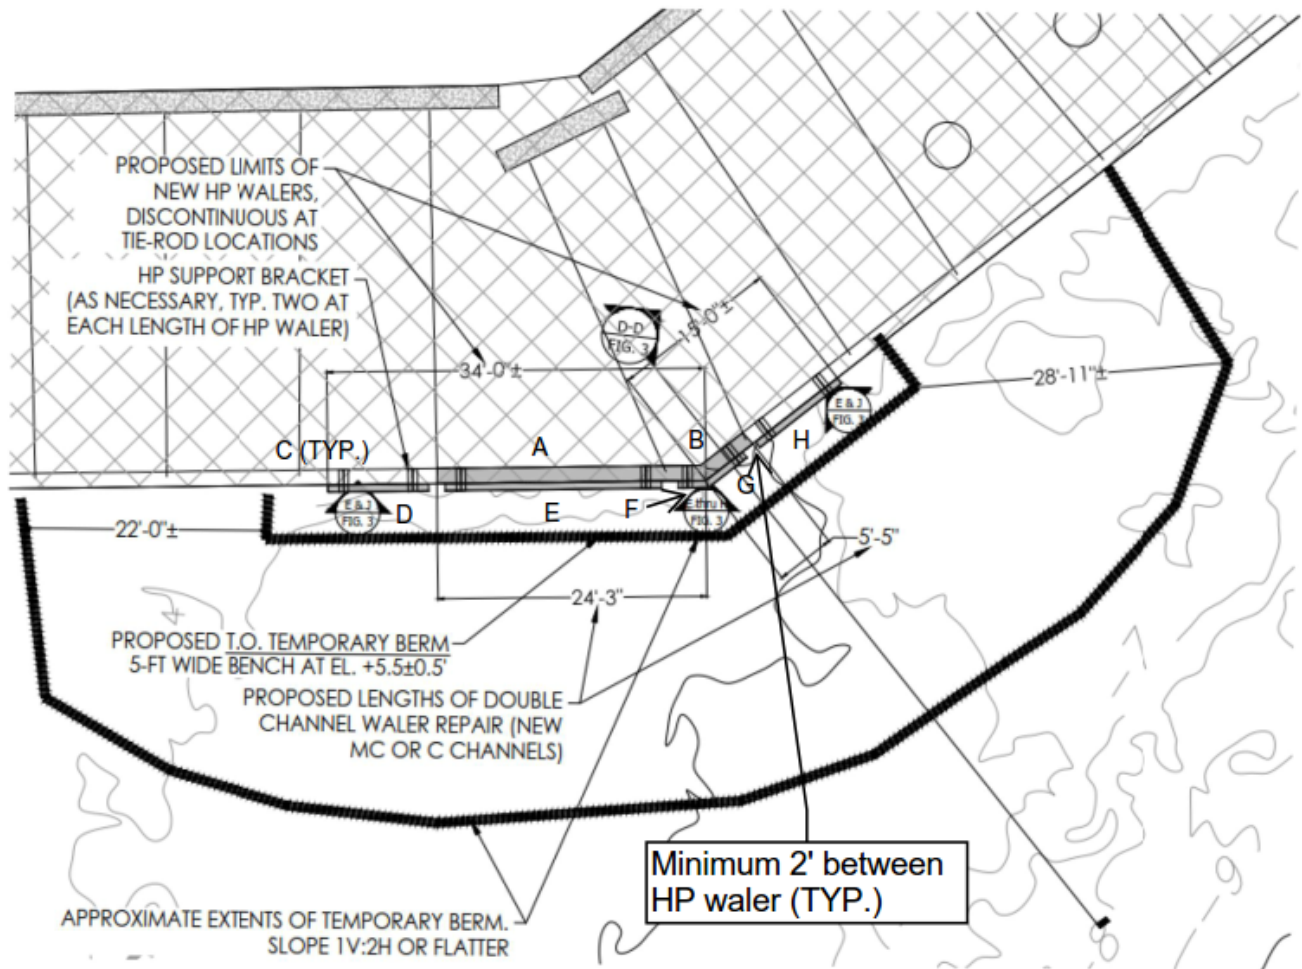 PROPOSED LIMITS OF
NEW HP WALERS,
DISCONTINUOUS AT
TIE-ROD LOCATIONS
HP SUPPORT BRACKET
(AS NECESSARY, TYP. TWO AT
EACH LENGTH OF HP WALER)
D-D
FIG. 3
15'-0"±
34'-0"±
28'-11"±
E & J
FIG. 3
C (TYP.)
A
B
H
G
E & J
FIG. 3
D
E
F
E thru H
FIG. 3
22'-0"±
5'-5"
24'-3"
PROPOSED T.O. TEMPORARY BERM
5-FT WIDE BENCH AT EL. +5.5±0.5'
PROPOSED LENGTHS OF DOUBLE
CHANNEL WALER REPAIR (NEW
MC OR C CHANNELS)
Minimum 2' between
HP waler (TYP.)
APPROXIMATE EXTENTS OF TEMPORARY BERM.
SLOPE 1V:2H OR FLATTER